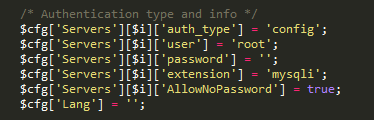 /* Authentication type and info */
$cfg['Servers'][$i]['auth_type'] = 'config';
$cfg['Servers'][$i]['user'] = 'root';
$cfg['Servers'][$i]['password'] = '';
$cfg['Servers'][$i]['extension'] = 'mysqli';
$cfg['Servers'][$i]['AllowNoPassword'] = true;
$cfg['Lang'] = '';